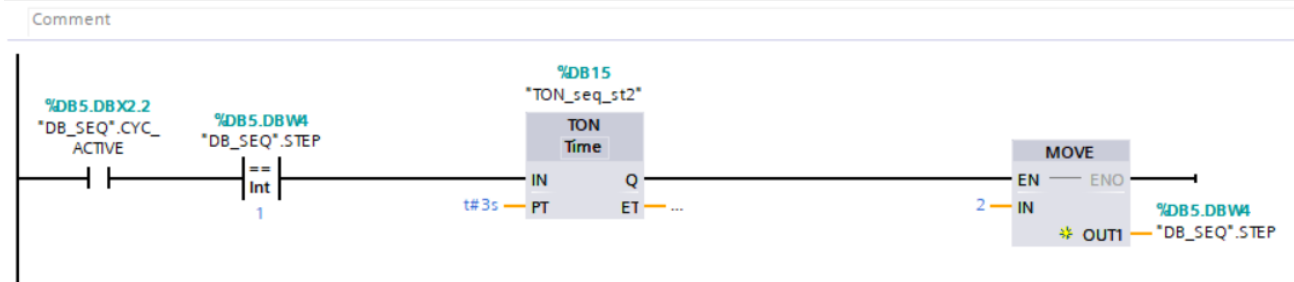 Comment
%DB5.DBX2.2
"DB_SEQ".CYC_
ACTIVE
%DB5.DBW4
"DB_SEQ".STEP
==
Int
1
%DB15
"TON_seq_st2"
TON
Time
IN Q
t#3s PT ET ...
MOVE
EN ENO
2 IN
OUT1
%DB5.DBW4
"DB_SEQ".STEP